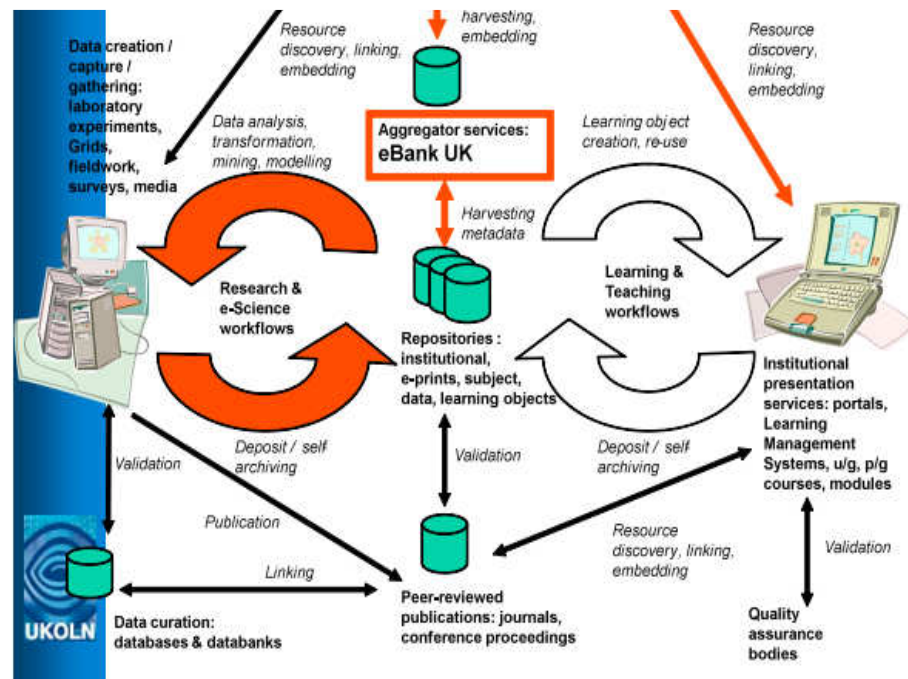 Data creation /
capture /
gathering:
laboratory
experiments,
Grids,
fieldwork,
surveys, media
Resource
discovery, linking,
embedding
harvesting,
embedding
Resource
discovery,
linking,
embedding
Data analysis,
transformation,
mining, modelling
Aggregator services:
eBank UK
Learning object
creation, re-use
Harvesting
metadata
Research &
e-Science
workflows
Learning &
Teaching
workflows
Repositories :
institutional,
e-prints, subject,
data, learning objects
Institutional
presentation
services: portals,
Learning
Management
Systems, u/g, p/g
courses, modules
Deposit / self
archiving
Deposit / self
archiving
Validation
Validation
Publication
Resource
discovery, linking,
embedding
Validation
Linking
Peer-reviewed
publications: journals,
conference proceedings
Data curation:
databases & databanks
Quality
assurance
bodies
UKOLN